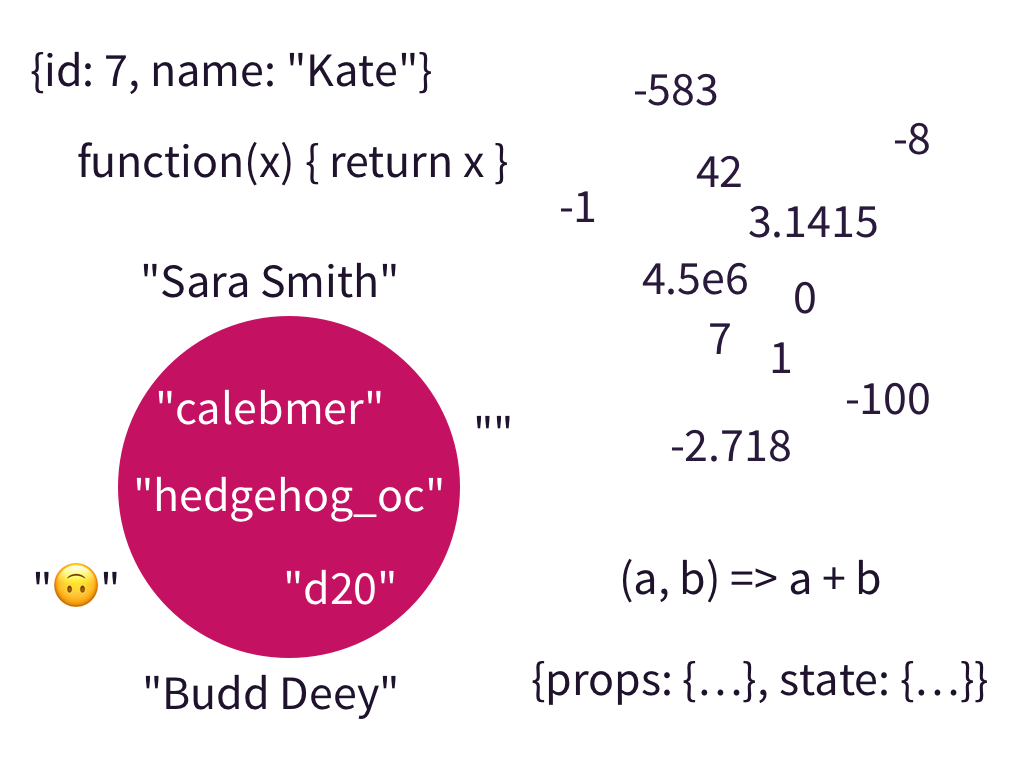 {id: 7, name: "Kate"}
-583
-8
function(x) { return x }
42
-1
3.1415
"Sara Smith"
4.5e6
0
7
1
"calebmer"
-100
""
-2.718
"hedgehog_oc"
"🙃"
"d20"
(a, b) => a + b
"Budd Deey"
{props: {…}, state: {…}}